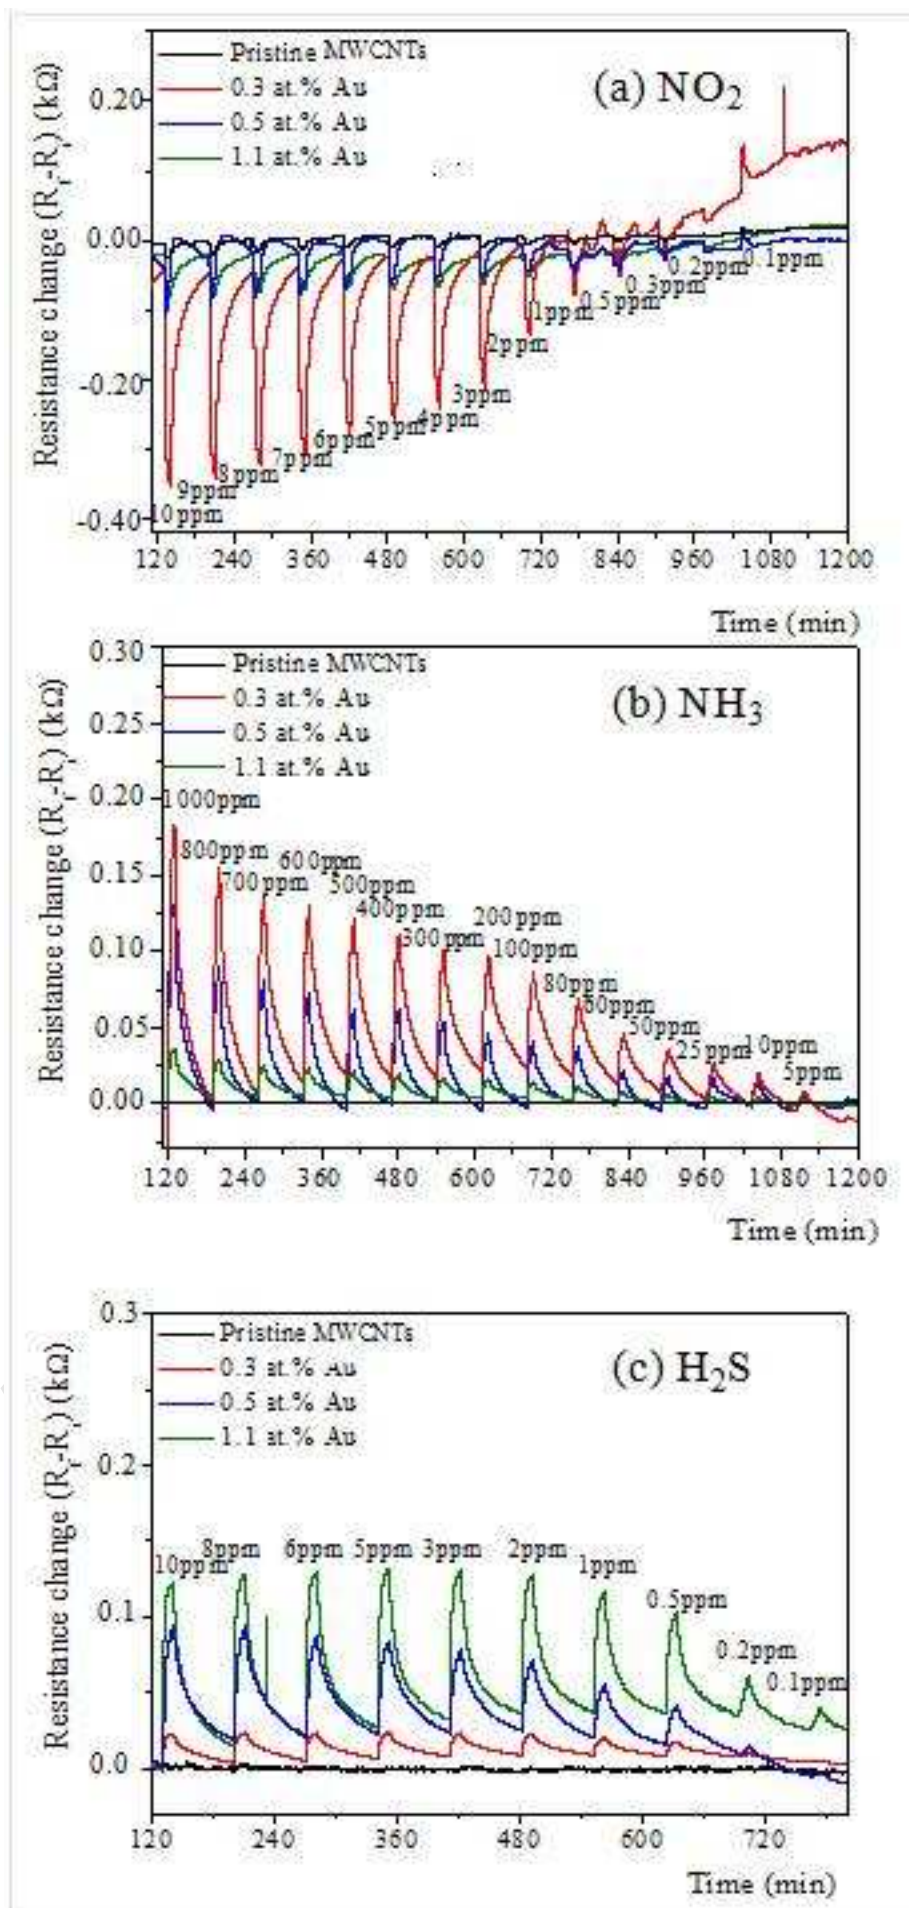 Pristine MWCNTs
0.3 at.% Au
0.5 at.% Au
1.1 at.% Au
(a) NO₂
Resistance change (Rf-Ri) (kΩ)
0.20
0.00
-0.20
-0.40
10ppm
9ppm
8ppm
7ppm
6ppm
5ppm
4ppm
3ppm
2ppm
1ppm
0.5ppm
0.3ppm
0.2ppm
0.1ppm
120 240 360 480 600 720 840 960 1080 1200
Time (min)
Pristine MWCNTs
0.3 at.% Au
0.5 at.% Au
1.1 at.% Au
(b) NH₃
Resistance change (Rf-Ri) (kΩ)
0.30
0.25
0.20
0.15
0.10
0.05
0.00
1000ppm
800ppm
700ppm
600ppm
500ppm
400ppm
300ppm
200ppm
100ppm
80ppm
60ppm
50ppm
25ppm
10ppm
5ppm
120 240 360 480 600 720 840 960 1080 1200
Time (min)
Pristine MWCNTs
0.3 at.% Au
0.5 at.% Au
1.1 at.% Au
(c) H₂S
Resistance change (Rf-Ri) (kΩ)
0.3
0.2
0.1
0.0
10ppm
8ppm
6ppm
5ppm
3ppm
2ppm
1ppm
0.5ppm
0.2ppm
0.1ppm
120 240 360 480 600 720
Time (min)